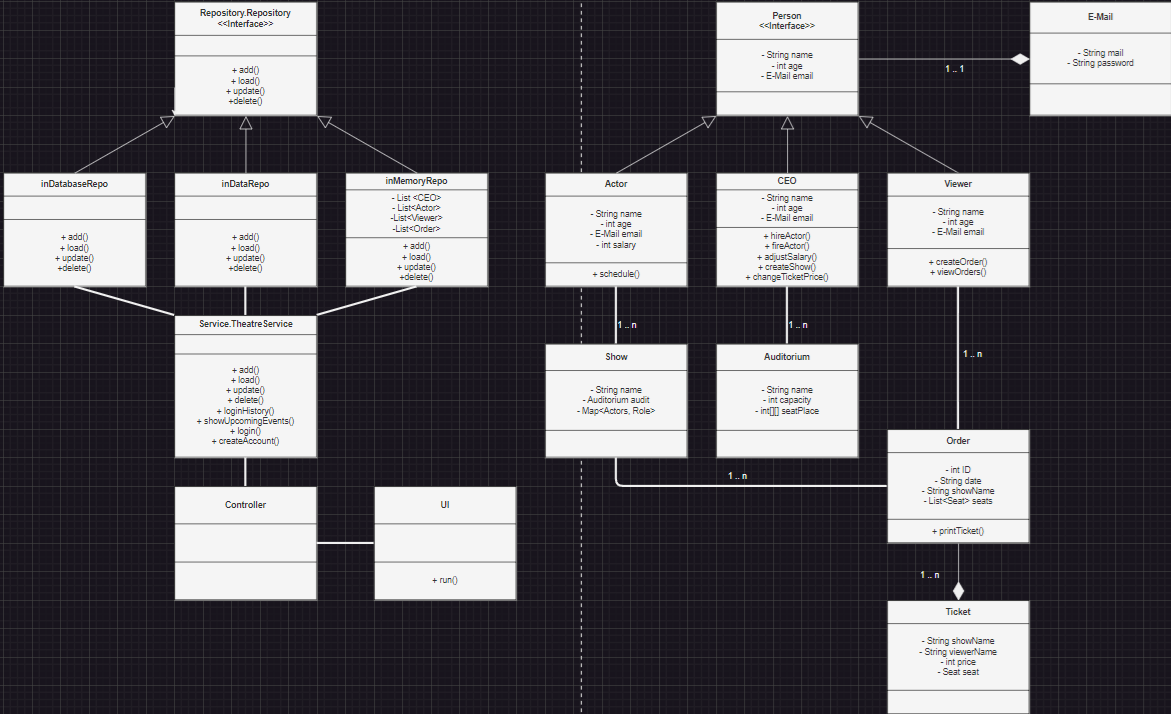 Repository.Repository
<<Interface>>
+ add()
+ load()
+ update()
+delete()
Person
<<Interface>>
- String name
- int age
- E-Mail email
1 .. 1
E-Mail
- String mail
- String password
inDatabaseRepo
+ add()
+ load()
+ update()
+delete()
inDataRepo
+ add()
+ load()
+ update()
+delete()
inMemoryRepo
- List <CEO>
- List<Actor>
-List<Viewer>
-List<Order>
+ add()
+ load()
+ update()
+delete()
Actor
- String name
- int age
- E-Mail email
- int salary
+ schedule()
CEO
- String name
- int age
- E-Mail email
+ hireActor()
+ fireActor()
+ adjustSalary()
+ createShow()
+ changeTicketPrice()
Viewer
- String name
- int age
- E-Mail email
+ createOrder()
+ viewOrders()
Service.TheatreService
+ add()
+ load()
+ update()
+ delete()
+ loginHistory()
+ showUpcomingEvents()
+ login()
+ createAccount()
1 .. n
1 .. n
1 .. n
Show
- String name
- Auditorium audit
- Map<Actors, Role>
Auditorium
- String name
- int capacity
- int[][] seatPlace
1 .. n
Order
- int ID
- String date
- String showName
- List<Seat> seats
+ printTicket()
Controller
UI
+ run()
1 .. n
Ticket
- String showName
- String viewerName
- int price
- Seat seat